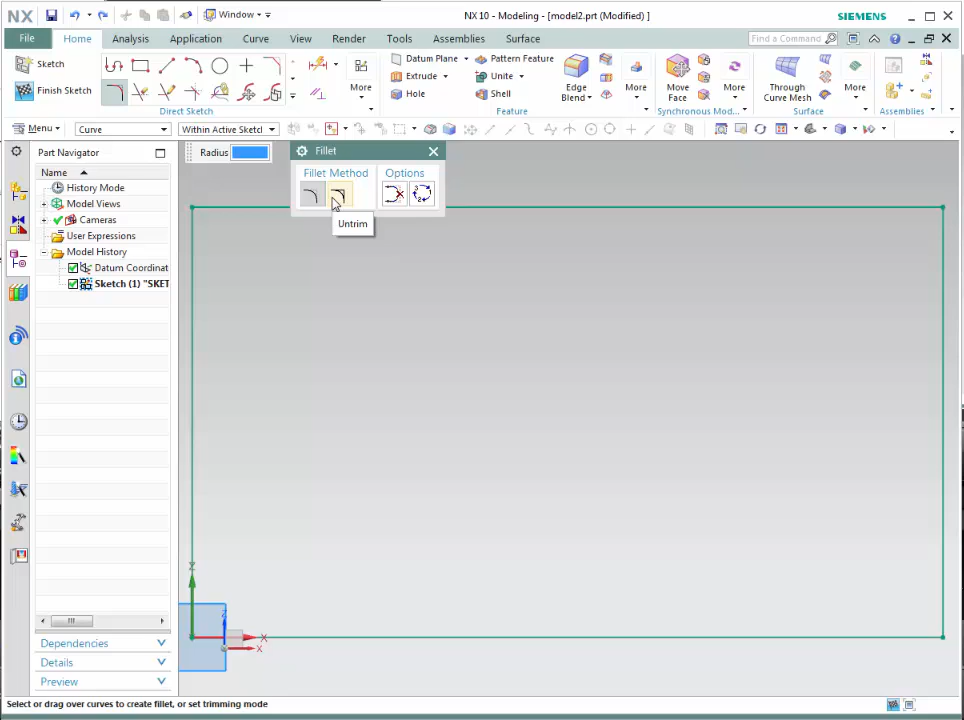 NX
Window
NX 10 - Modeling - [model2.prt (Modified) ]
SIEMENS
File
Home
Analysis
Application
Curve
View
Render
Tools
Assemblies
Surface
Find a Command
Sketch
Finish Sketch
More
Direct Sketch
Datum Plane
Extrude
Hole
Pattern Feature
Unite
Shell
Edge
Blend
More
Feature
Move
Face
More
Synchronous Mod...
Through
Curve Mesh
More
Surface
Assemblies
Menu
Curve
Within Active Sketcl
Part Navigator
Name
History Mode
Model Views
Cameras
User Expressions
Model History
Datum Coordinat
Sketch (1) "SKET
Dependencies
Details
Preview
Radius
Fillet
Fillet Method
Options
Untrim
Z
Z
X
X
Select or drag over curves to create fillet, or set trimming mode